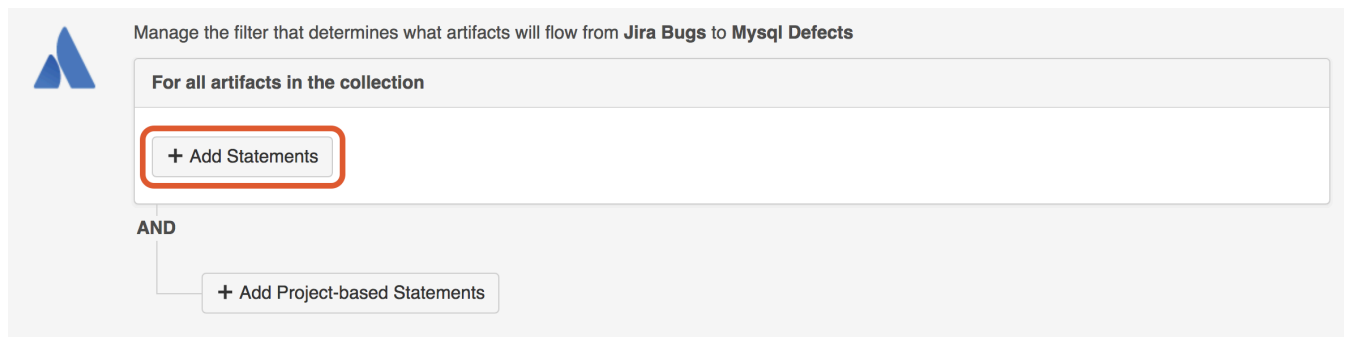 Manage the filter that determines what artifacts will flow from Jira Bugs to Mysql Defects
For all artifacts in the collection
+ Add Statements
AND
+ Add Project-based Statements